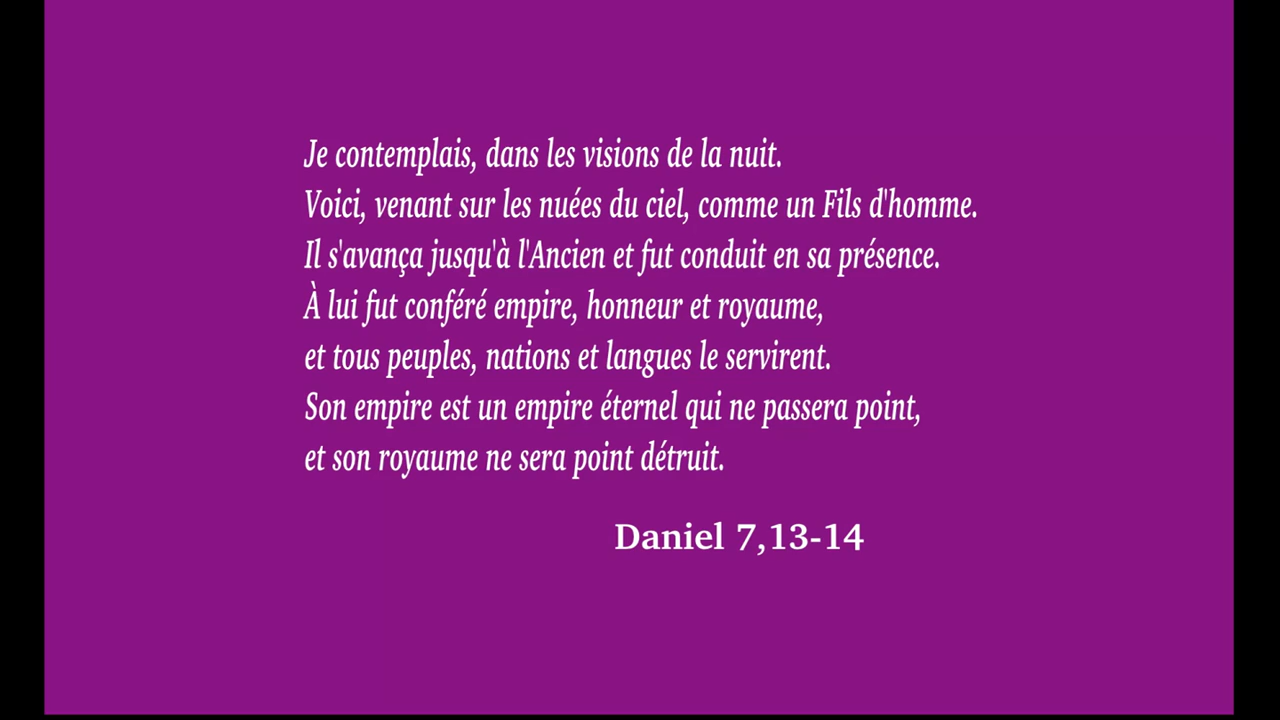 Je contemplais, dans les visions de la nuit.
Voici, venant sur les nuées du ciel, comme un Fils d'homme.
Il s'avança jusqu'à l'Ancien et fut conduit en sa présence.
À lui fut conféré empire, honneur et royaume,
et tous peuples, nations et langues le servirent.
Son empire est un empire éternel qui ne passera point,
et son royaume ne sera point détruit.
Daniel 7,13-14